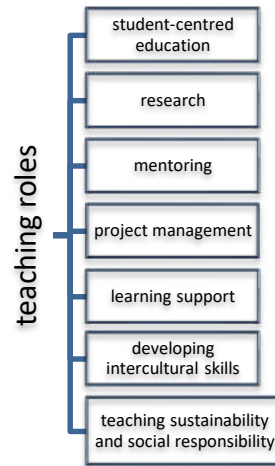 teaching roles
student-centred
education
research
mentoring
project management
learning support
developing
intercultural skills
teaching sustainability
and social responsibility